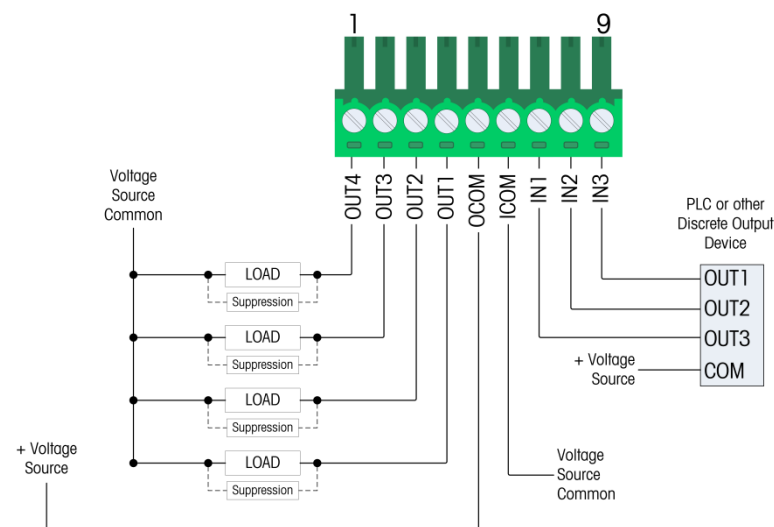 1
9
OUT4
OUT3
OUT2
OUT1
OCOM
ICOM
IN1
IN2
IN3
Voltage
Source
Common
PLC or other
Discrete Output
Device
LOAD
Suppression
LOAD
Suppression
LOAD
Suppression
LOAD
Suppression
OUT1
OUT2
OUT3
COM
+ Voltage
Source
+ Voltage
Source
Voltage
Source
Common